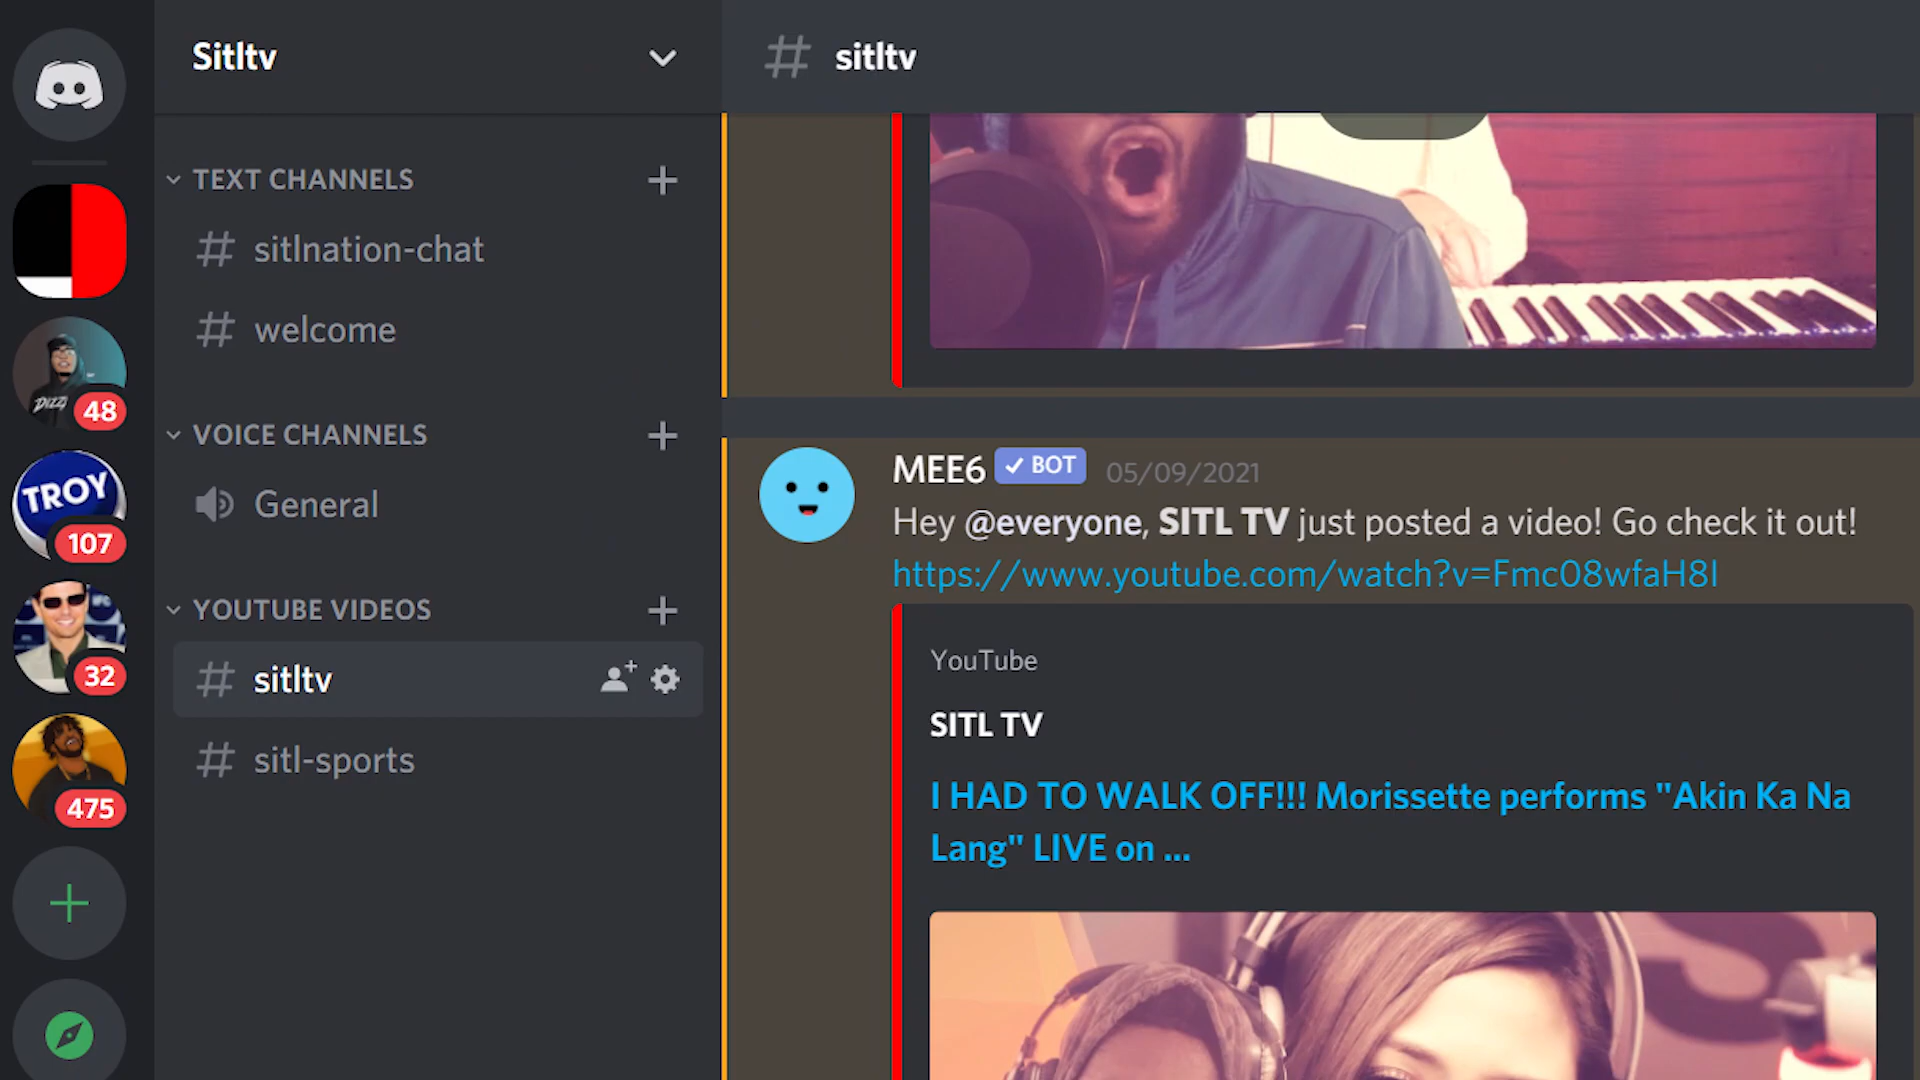 Sitltv
TEXT CHANNELS
sitlnation-chat
welcome
VOICE CHANNELS
General
YOUTUBE VIDEOS
sitltv
sitl-sports
DIZZY
48
TROY
107
32
475
sitltv
MEE6 BOT 05/09/2021
Hey @everyone, SITL TV just posted a video! Go check it out!
https://www.youtube.com/watch?v=Fmc08wfaH8I
YouTube
SITL TV
I HAD TO WALK OFF!!! Morissette performs "Akin Ka Na
Lang" LIVE on ...